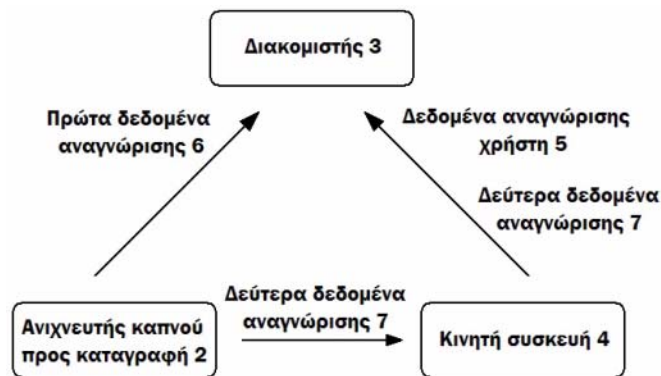 Διακομιστής 3
Πρώτα δεδομένα
αναγνώρισης 6
Δεδομένα αναγνώρισης
χρήστη 5
Δεύτερα δεδομένα
αναγνώρισης 7
Δεύτερα δεδομένα
αναγνώρισης 7
Ανιχνευτής καπνού
προς καταγραφή 2
Κινητή συσκευή 4